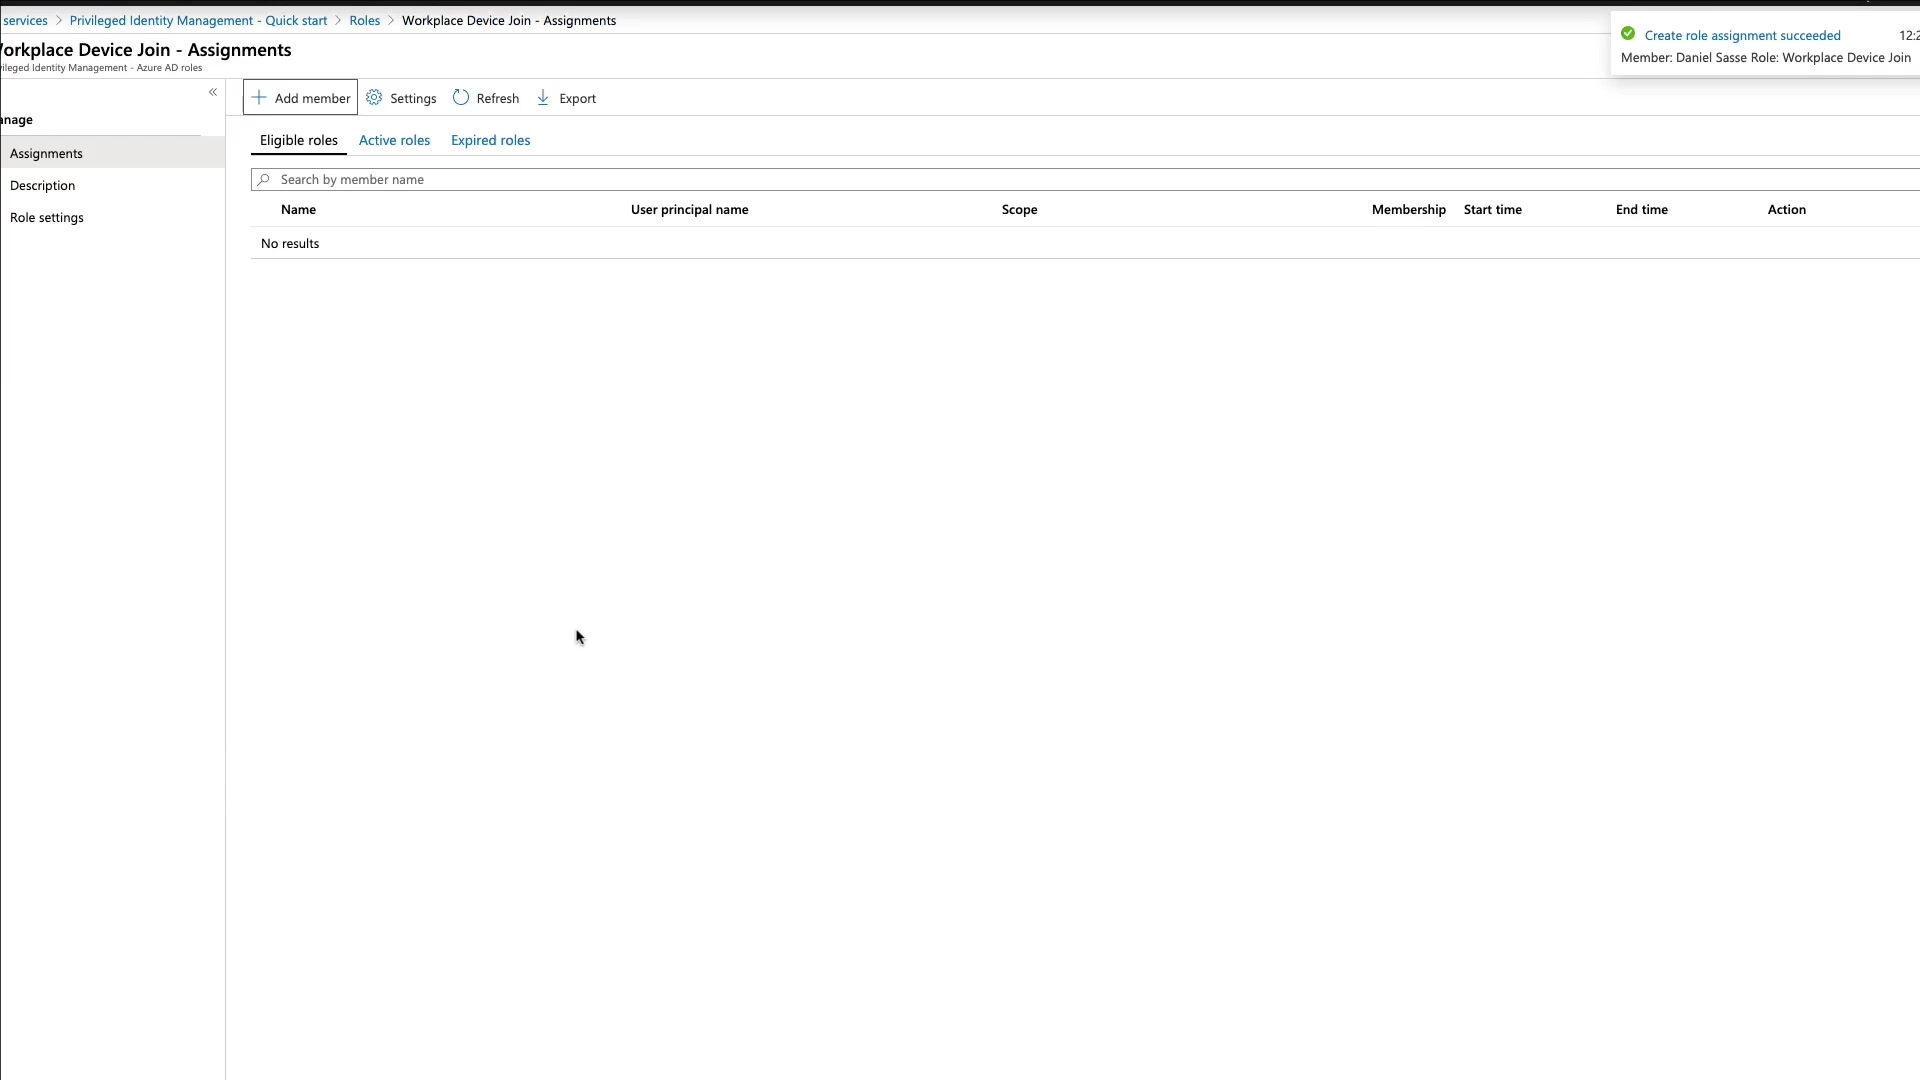 services > Privileged Identity Management - Quick start > Roles > Workplace Device Join - Assignments
orkplace Device Join - Assignments
ileged Identity Management - Azure AD roles
Create role assignment succeeded 12:2
Member: Daniel Sasse Role: Workplace Device Join
«
anage
Assignments
Description
Role settings
+ Add member Settings Refresh Export
Eligible roles Active roles Expired roles
Search by member name
Name User principal name Scope Membership Start time End time Action
No results